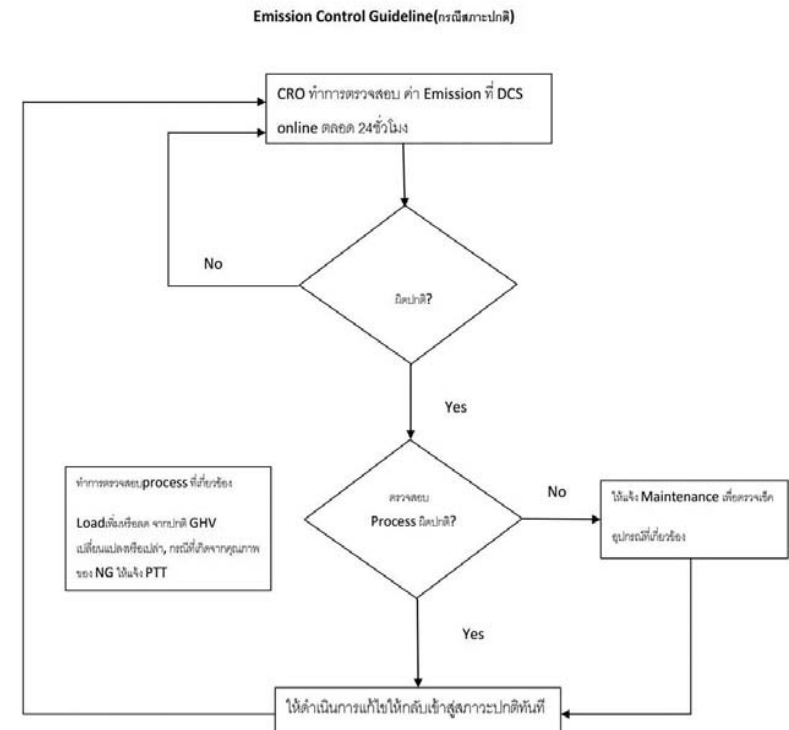 Emission Control Guideline(กรณีสภาวะปกติ)
CRO ทำการตรวจสอบ ค่า Emission ที่ DCS
online ตลอด 24ชั่วโมง
No
ผิดปกติ?
Yes
ทำการตรวจสอบprocess ที่เกี่ยวข้อง
Loadเพิ่มหรือลด จากปกติ GHV
เปลี่ยนแปลงหรือเปล่า, กรณีที่เกิดจากคุณภาพ
ของ NG ให้แจ้ง PTT
ตรวจสอบ
Process ผิดปกติ?
No
ให้แจ้ง Maintenance เพื่อตรวจเช็ค
อุปกรณ์ที่เกี่ยวข้อง
Yes
ให้ดำเนินการแก้ไขให้กลับเข้าสู่สภาวะปกติทันที